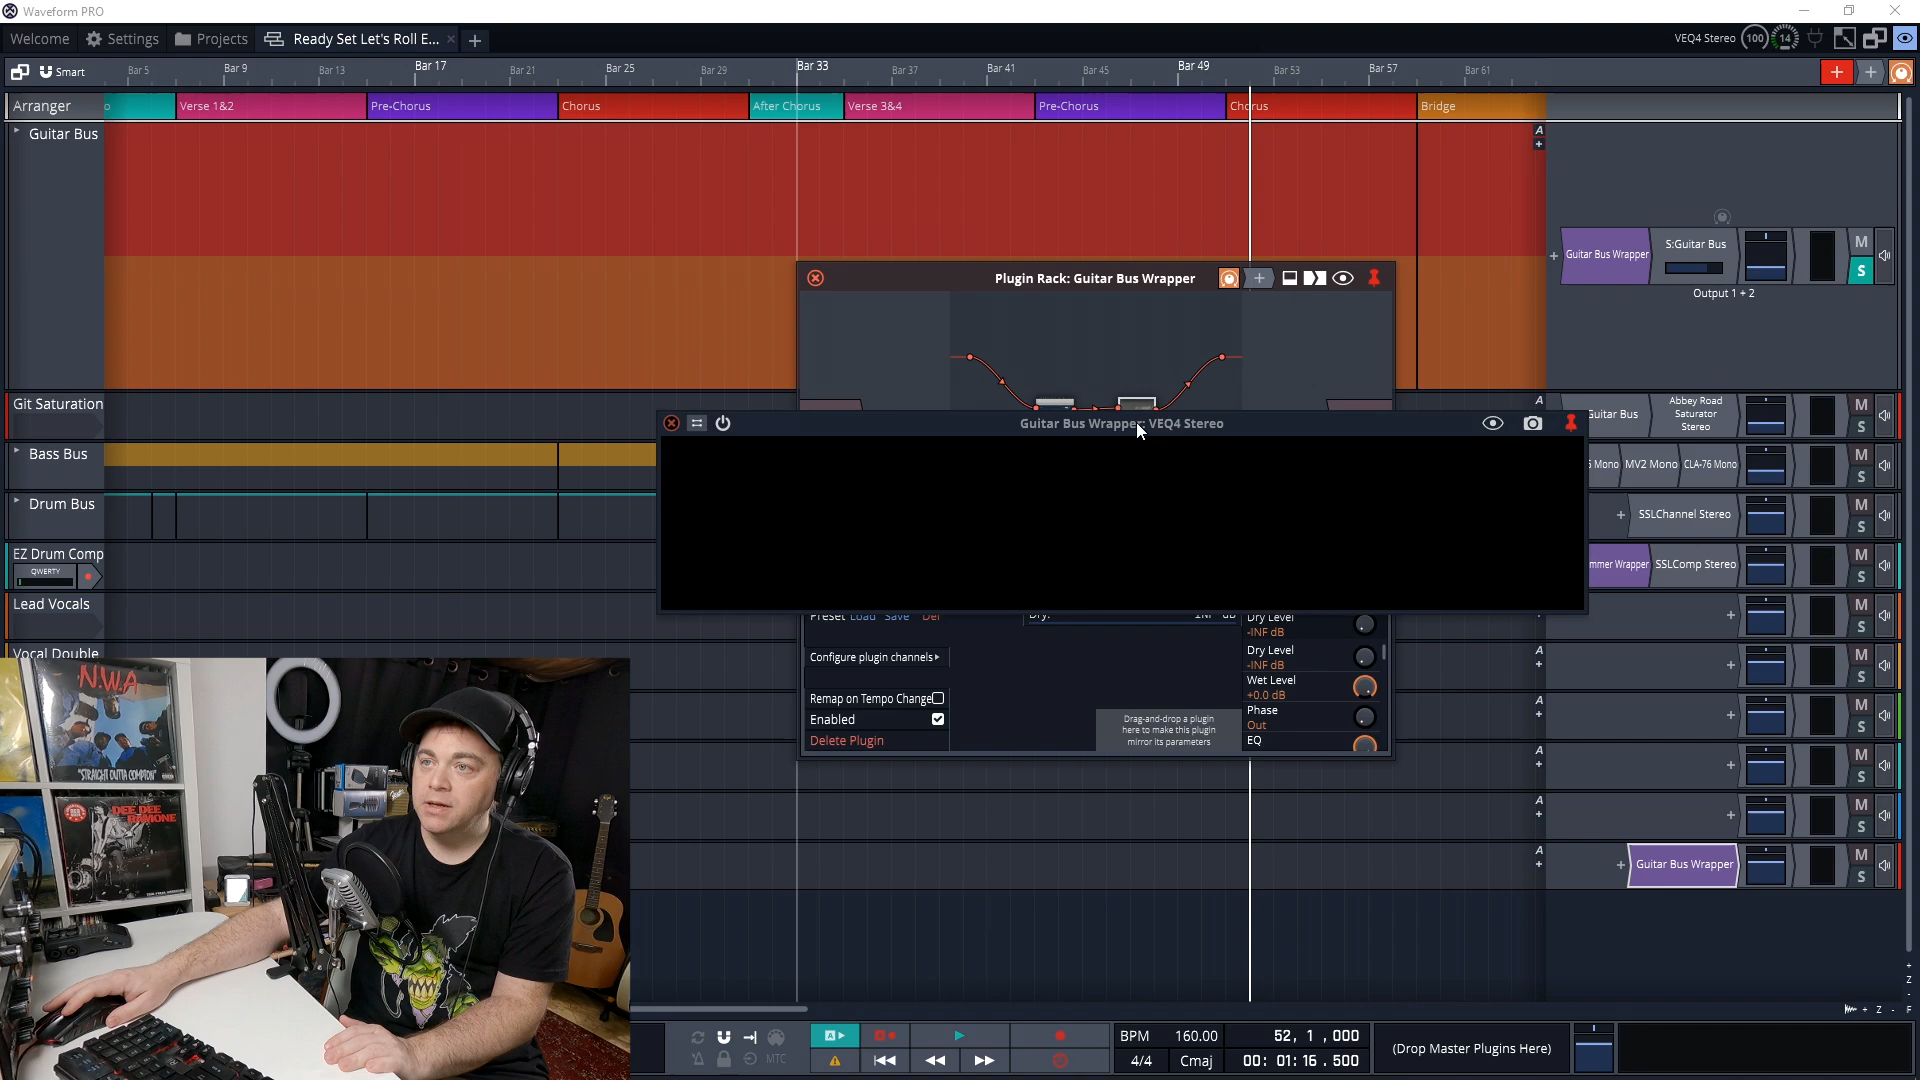 Waveform PRO
Welcome
Settings
Projects
Ready Set Let's Roll E...
VEQ4 Stereo
100
14
Smart
Bar 5
Bar 9
Bar 13
Bar 17
Bar 21
Bar 25
Bar 29
Bar 33
Bar 37
Bar 41
Bar 45
Bar 49
Bar 53
Bar 57
Bar 61
Arranger
o
Verse 1&2
Pre-Chorus
Chorus
After Chorus
Verse 3&4
Pre-Chorus
Chorus
Bridge
Guitar Bus
A
Guitar Bus Wrapper
S:Guitar Bus
M
S
Output 1 + 2
Plugin Rack: Guitar Bus Wrapper
Git Saturation
A
Guitar Bus
Abbey Road
Saturator
Stereo
M
S
Guitar Bus Wrapper: VEQ4 Stereo
Bass Bus
5 Mono
MV2 Mono
CLA-76 Mono
M
S
Drum Bus
SSLChannel Stereo
M
S
EZ Drum Comp
QWERTY
mmer Wrapper
SSLComp Stereo
M
S
Lead Vocals
M
S
Preset Load Save Del
Dry:
-INF dB
Dry Level
-INF dB
Vocal Double
Configure plugin channels
Dry Level
-INF dB
A
M
S
Wet Level
+0.0 dB
Remap on Tempo Change
Enabled
Delete Plugin
Drag-and-drop a plugin
here to make this plugin
mirror its parameters
Phase
Out
EQ
A
M
S
A
M
S
A
M
S
A
Guitar Bus Wrapper
M
S
N.W.A
"STRAIGHT OUTTA COMPTON"
DEE DEE
RAMONE
Z
F
Z
MTC
A
BPM 160.00
52, 1 , 000
4/4 Cmaj
00: 01: 16 . 500
(Drop Master Plugins Here)